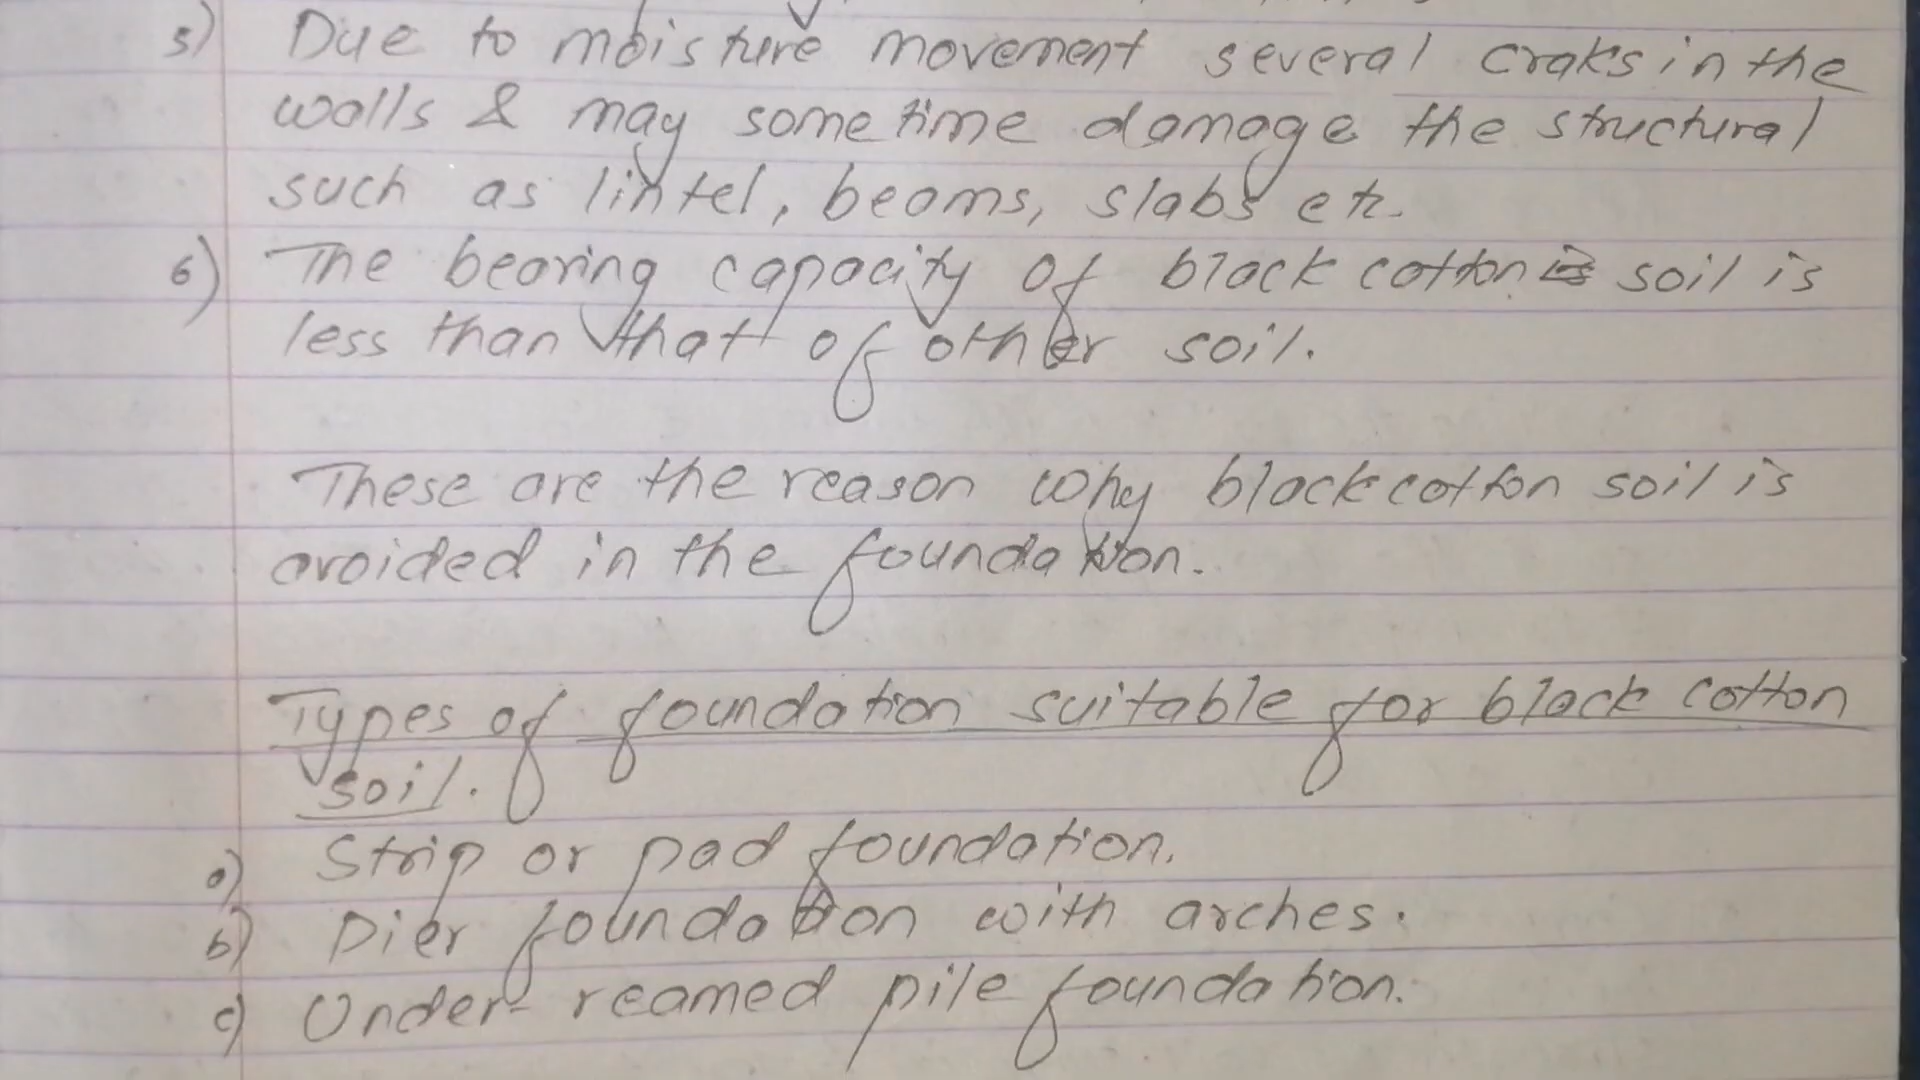 5) Due to moisture movement several craks in the
walls & may sometime damage the structural
such as lintel, beams, slabs etc.
6) The bearing capacity of black cotton soil is
less than that of other soil.
These are the reason why black cotton soil is
avoided in the foundation.
Types of foundation suitable for black cotton
soil.
a) Strip or pad foundation.
b) Pier foundation with arches.
c) Under-reamed pile foundation.